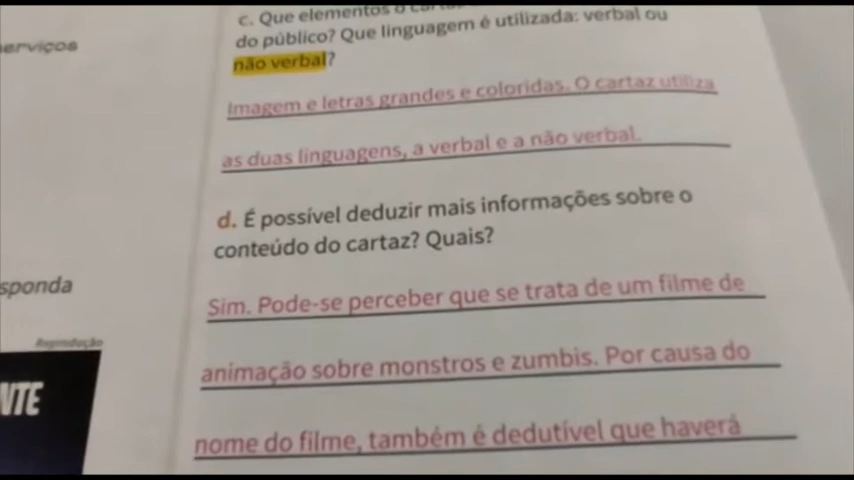 serviços
sponda
Reprodução
NTE
c. Que elementos o
do público? Que linguagem é utilizada: verbal ou
não verbal?
Imagem e letras grandes e coloridas. O cartaz utiliza
as duas linguagens, a verbal e a não verbal.
d. É possível deduzir mais informações sobre o
conteúdo do cartaz? Quais?
Sim. Pode-se perceber que se trata de um filme de
animação sobre monstros e zumbis. Por causa do
nome do filme, também é dedutível que haverá